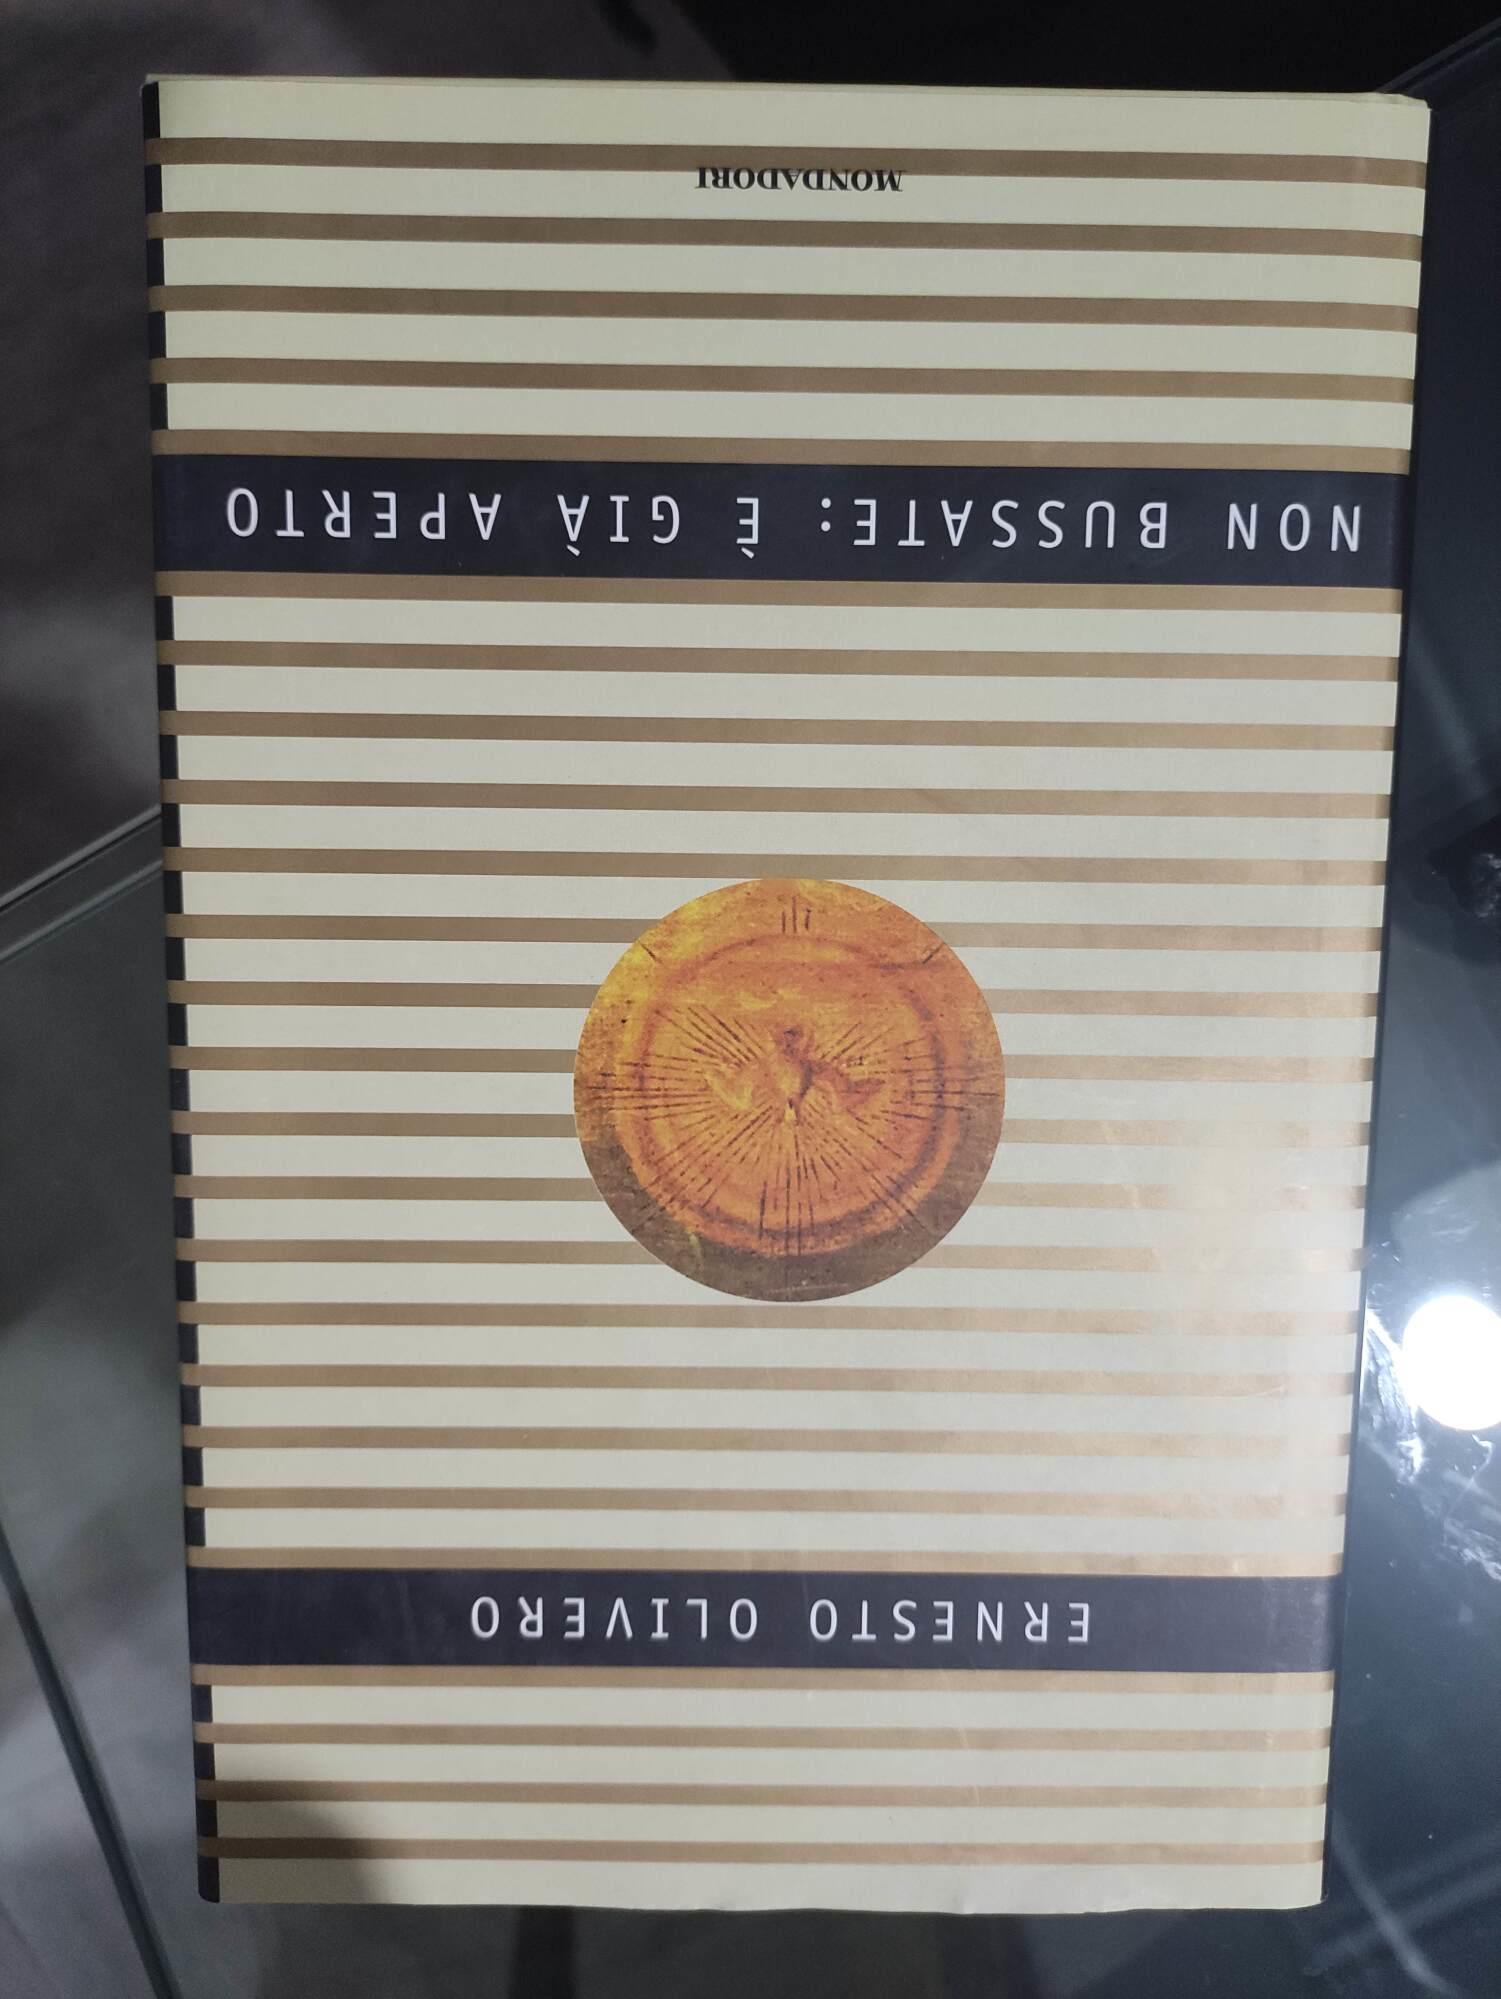 ERNESTO OLIVERO
NON BUSSATE: È GIÀ APERTO
MONDADORI